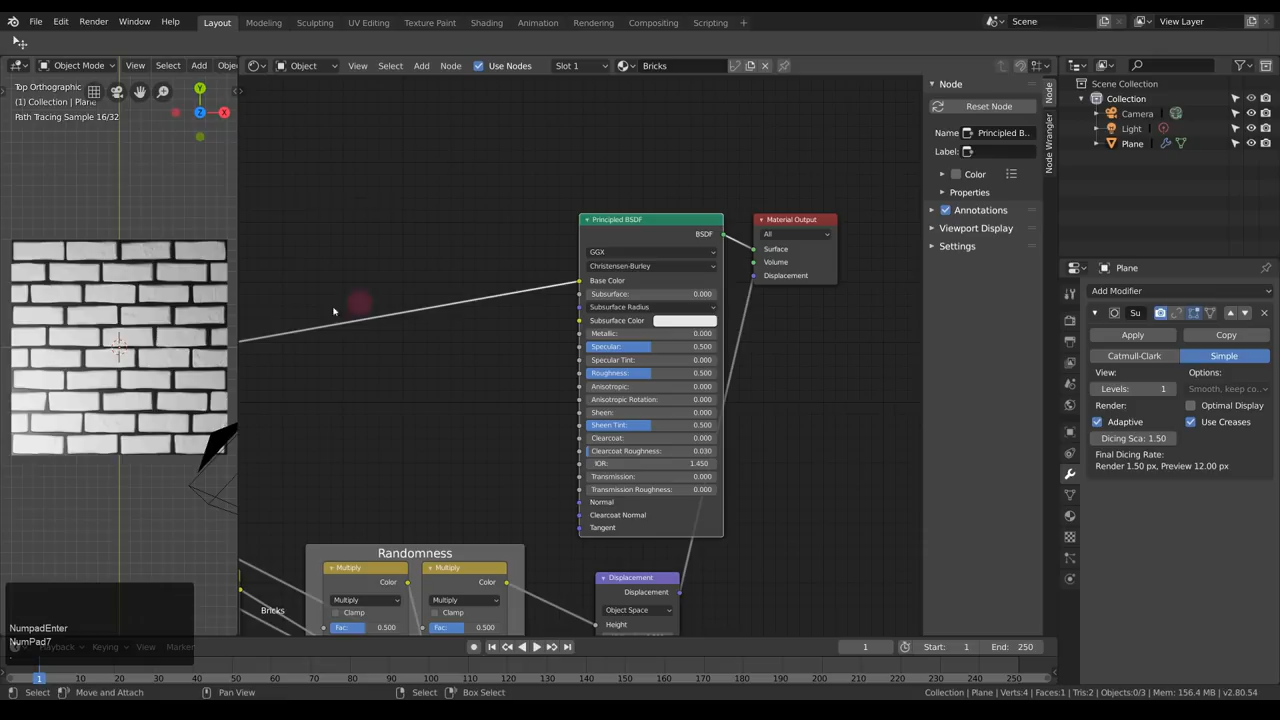 File Edit Render Window Help Layout Modeling Sculpting UV Editing Texture Paint Shading Animation Rendering Compositing Scripting + Scene View Layer
Object Mode View Select Add Obje Object View Select Add Node Use Nodes Slot 1 Bricks
Top Orthographic
(1) Collection | Plane
Path Tracing Sample 16/32
Z X Y
Node
Reset Node
Name Principled B..
Label:
Color
Properties
Annotations
Viewport Display
Settings
Node
Node Wrangler
Scene Collection
Collection
Camera
Light
Plane
Principled BSDF
BSDF
GGX
Christensen-Burley
Base Color
Subsurface: 0.000
Subsurface Radius
Subsurface Color
Metallic: 0.000
Specular: 0.500
Specular Tint: 0.000
Roughness: 0.500
Anisotropic: 0.000
Anisotropic Rotation: 0.000
Sheen: 0.000
Sheen Tint: 0.500
Clearcoat: 0.000
Clearcoat Roughness: 0.030
IOR: 1.450
Transmission: 0.000
Transmission Roughness: 0.000
Normal
Clearcoat Normal
Tangent
Material Output
All
Surface
Volume
Displacement
Plane
Add Modifier
Su
Apply Copy
Catmull-Clark Simple
View: Options:
Levels: 1 Smooth, keep co..
Render: Optimal Display
Adaptive Use Creases
Dicing Sca: 1.50
Final Dicing Rate:
Render 1.50 px, Preview 12.00 px
Randomness
Multiply Multiply
Color Color
Multiply Multiply
Clamp Clamp
Fac: 0.500 Fac: 0.500
Bricks
Displacement
Displacement
Object Space
Height
NumpadEnter
NumPad7
Playback Keying View Marker 1 Start: 1 End: 250
1 10 20 30 40 50 60 70 80 90 100 110 120 130 140 150 160 170 180 190 200 210 220 230 240 250
Select Move and Attach Pan View Select Box Select Collection | Plane | Verts:4 | Faces:1 | Tris:2 | Objects:0/3 | Mem: 156.4 MB | v2.80.54